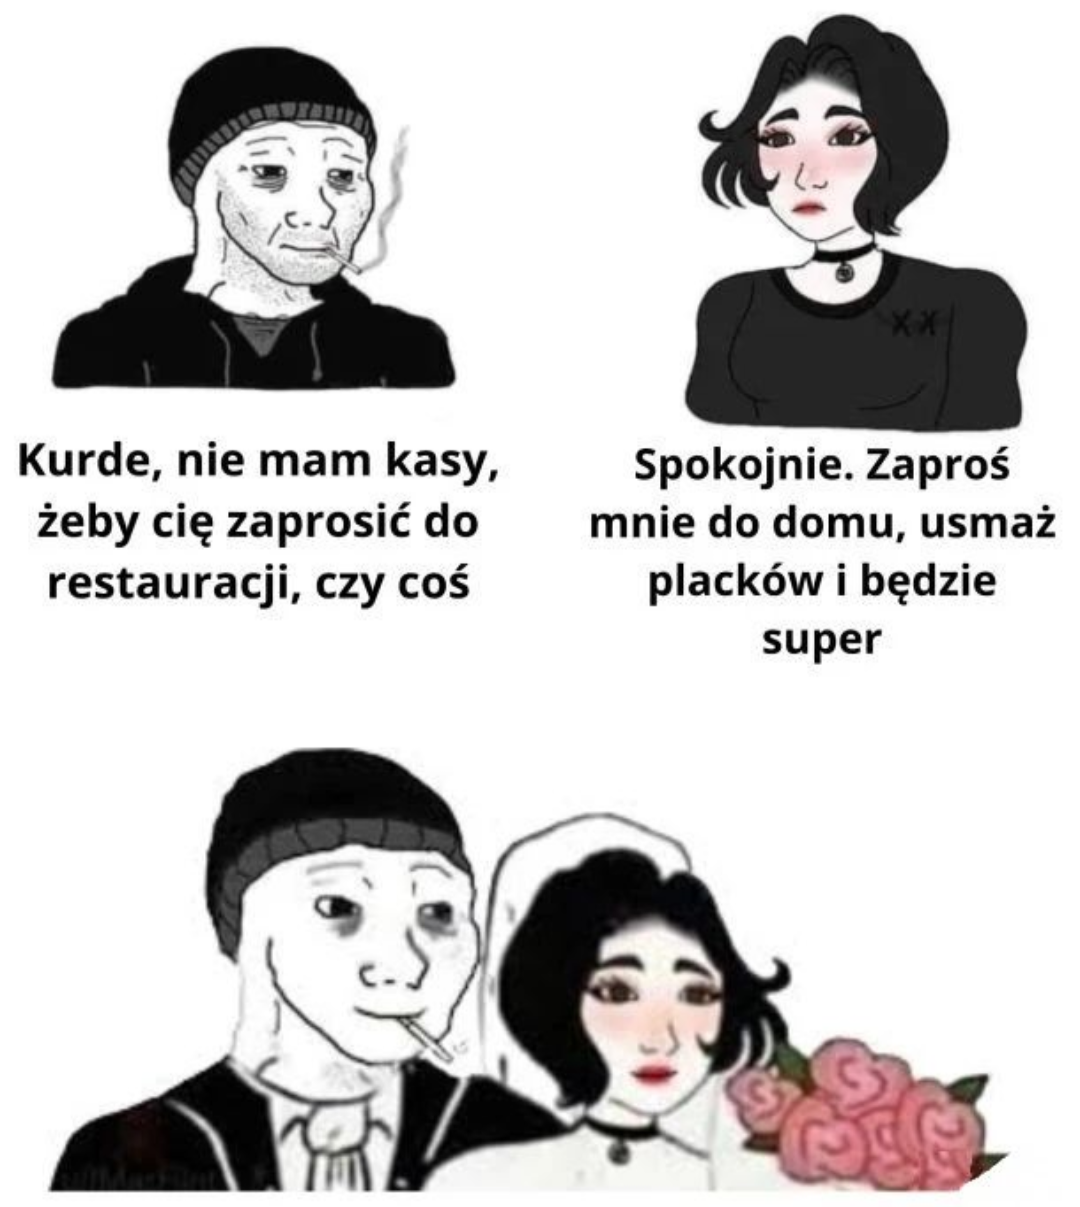 Kurde, nie mam kasy,
żeby cię zaprosić do
restauracji, czy coś
Spokojnie. Zaproś
mnie do domu, usmaż
placków i będzie
super